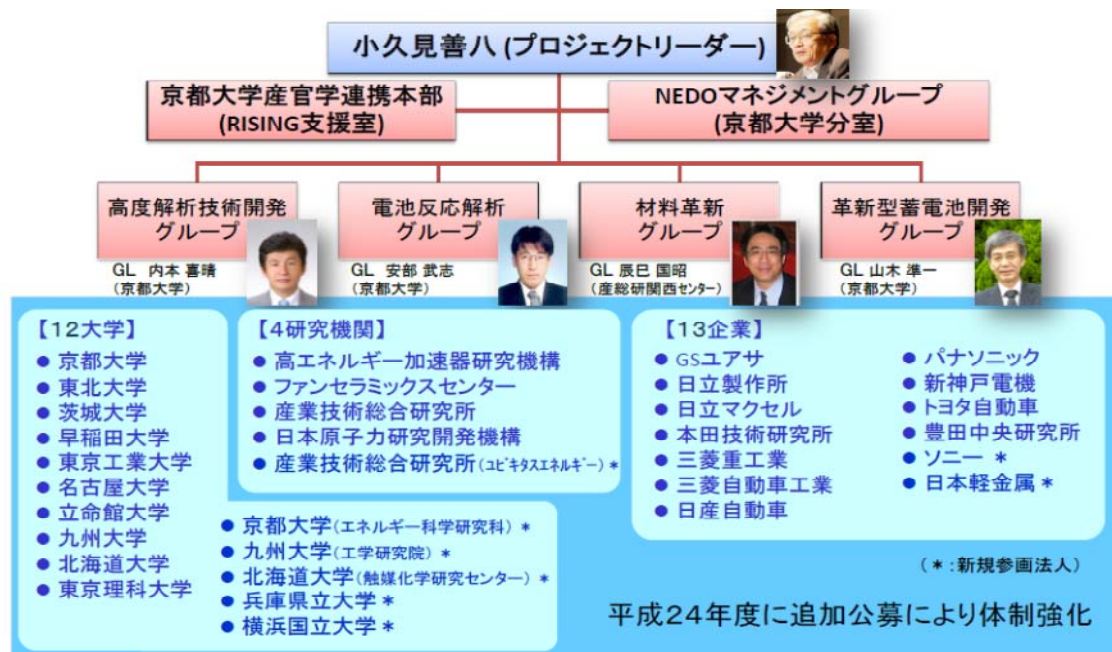 小久見善八 (プロジェクトリーダー)
京都大学産官学連携本部
(RISING支援室)
NEDOマネジメントグループ
(京都大学分室)
高度解析技術開発
グループ
GL 内本 喜晴
(京都大学)
電池反応解析
グループ
GL 安部 武志
(京都大学)
材料革新
グループ
GL 辰巳 国昭
(産総研関西センター)
革新型蓄電池開発
グループ
GL 山木 準一
(京都大学)
【12大学】
● 京都大学
● 東北大学
● 茨城大学
● 早稲田大学
● 東京工業大学
● 名古屋大学
● 立命館大学
● 九州大学
● 北海道大学
● 東京理科大学
● 京都大学(エネルギー科学研究科) *
● 九州大学(工学研究院) *
● 北海道大学(触媒化学研究センター) *
● 兵庫県立大学 *
● 横浜国立大学 *
【4研究機関】
● 高エネルギー加速器研究機構
● ファンセラミックスセンター
● 産業技術総合研究所
● 日本原子力研究開発機構
● 産業技術総合研究所(ユビキタスエネルギー) *
【13企業】
● GSユアサ
● 日立製作所
● 日立マクセル
● 本田技術研究所
● 三菱重工業
● 三菱自動車工業
● 日産自動車
● パナソニック
● 新神戸電機
● トヨタ自動車
● 豊田中央研究所
● ソニー *
● 日本軽金属 *
(*:新規参画法人)
平成24年度に追加公募により体制強化